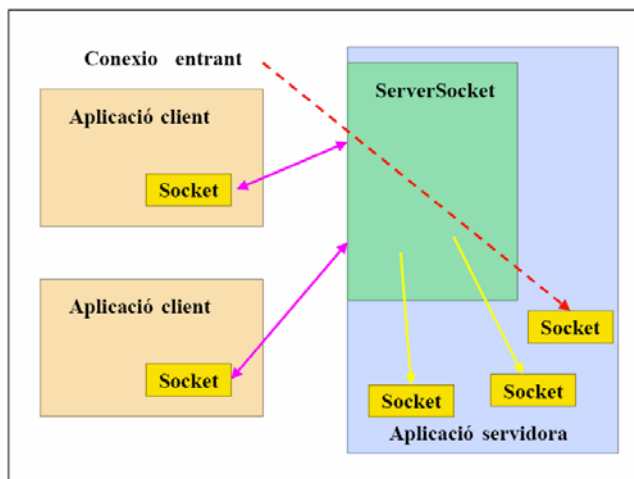 Conexio entrant
Aplicació client
Socket
Aplicació client
Socket
ServerSocket
Socket
Socket
Socket
Aplicació servidora